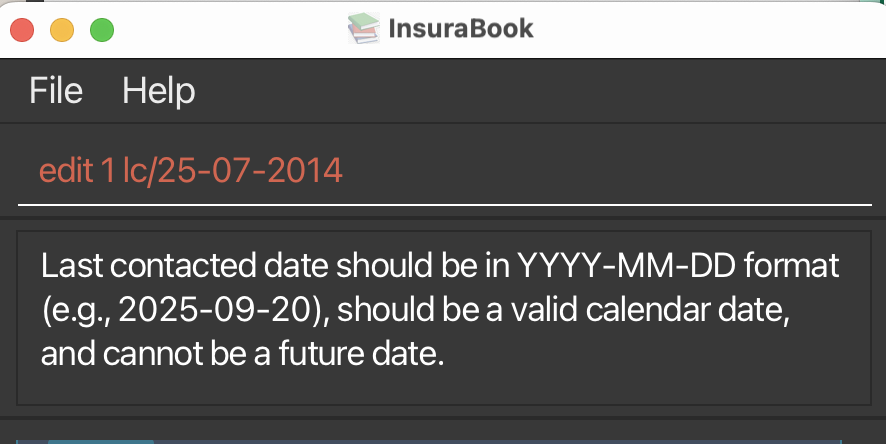 InsuraBook
File Help
edit 1 lc/25-07-2014
Last contacted date should be in YYYY-MM-DD format
(e.g., 2025-09-20), should be a valid calendar date,
and cannot be a future date.